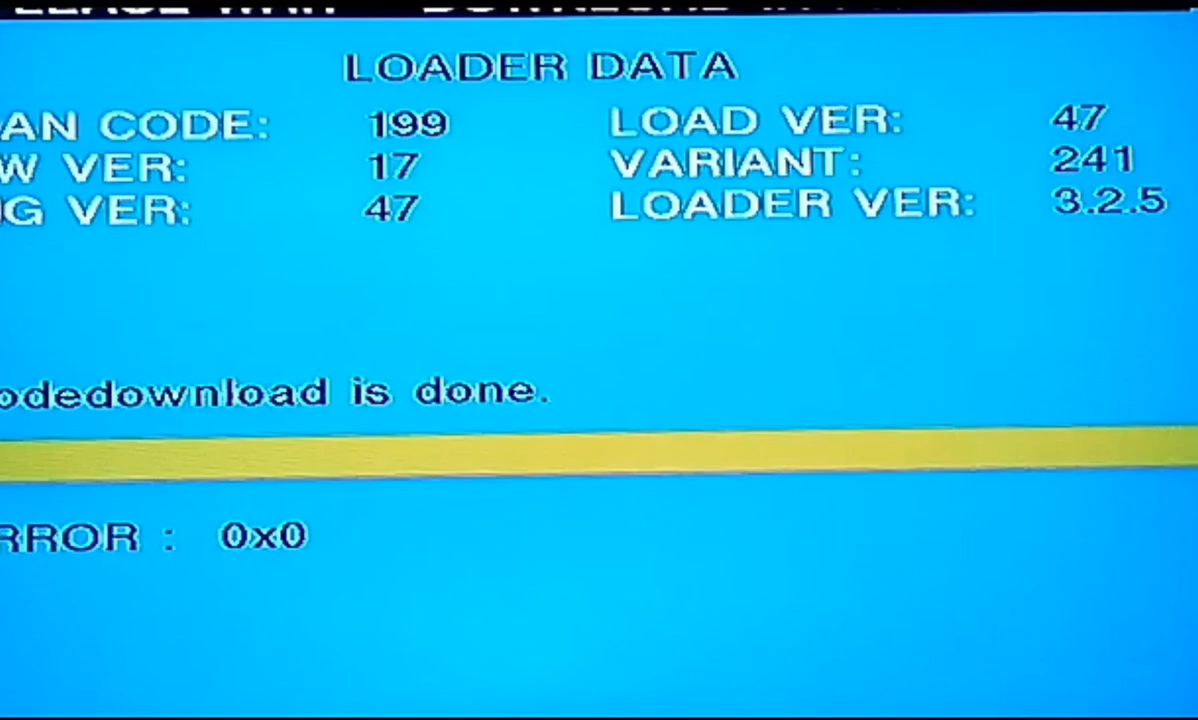 LOADER DATA
AN CODE: 199 LOAD VER: 47
W VER: 17 VARIANT: 241
G VER: 47 LOADER VER: 3.2.5
odedownload is done.
RROR : 0x0